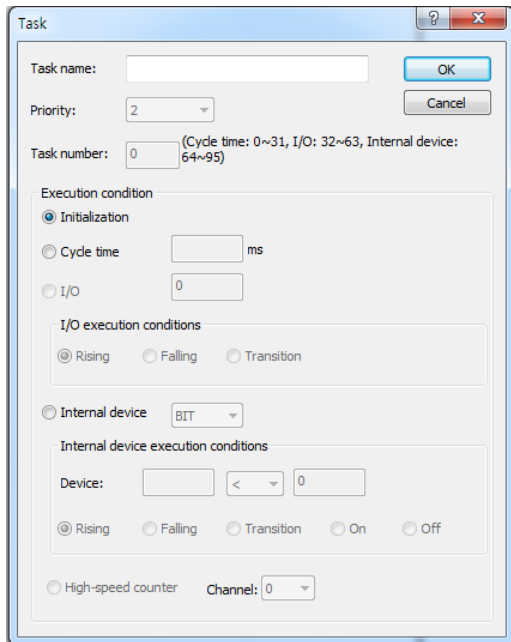 Task
?
X
Task name:
OK
Priority:
2
Cancel
Task number:
0
(Cycle time: 0~31, I/O: 32~63, Internal device:
64~95)
Execution condition
Initialization
Cycle time
ms
I/O
0
I/O execution conditions
Rising
Falling
Transition
Internal device
BIT
Internal device execution conditions
Device:
<
0
Rising
Falling
Transition
On
Off
High-speed counter
Channel:
0